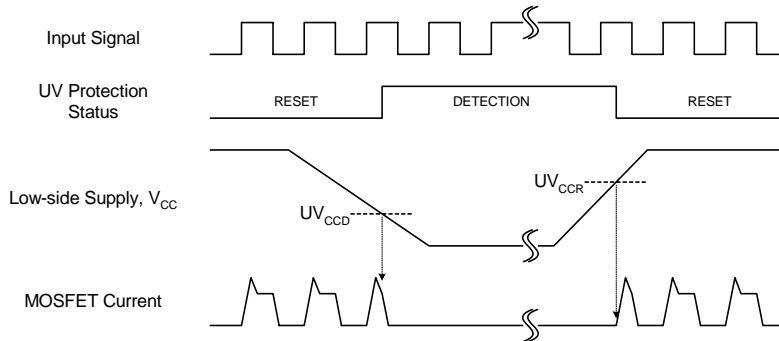 Input Signal
UV Protection
Status
RESET
DETECTION
RESET
Low-side Supply, VCC
UVCCD
UVCCR
MOSFET Current